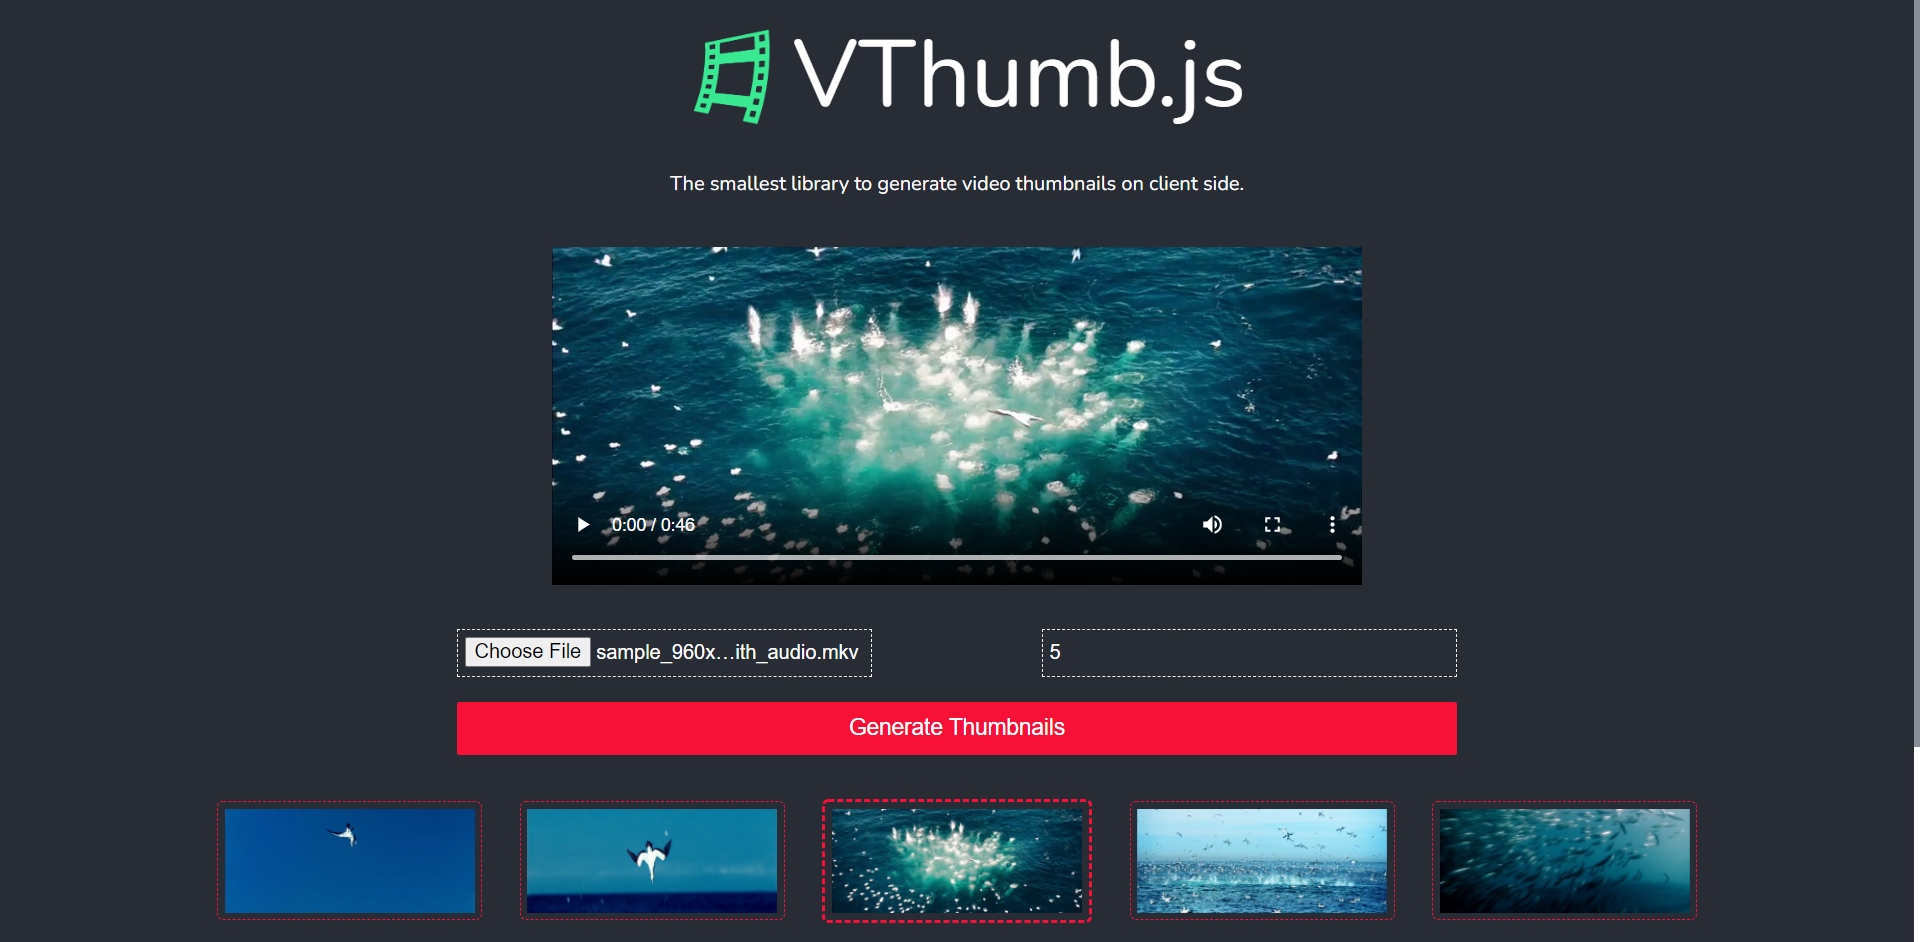 VThumb.js
The smallest library to generate video thumbnails on client side.
0:00 / 0:46
Choose File sample_960x...ith_audio.mkv
5
Generate Thumbnails